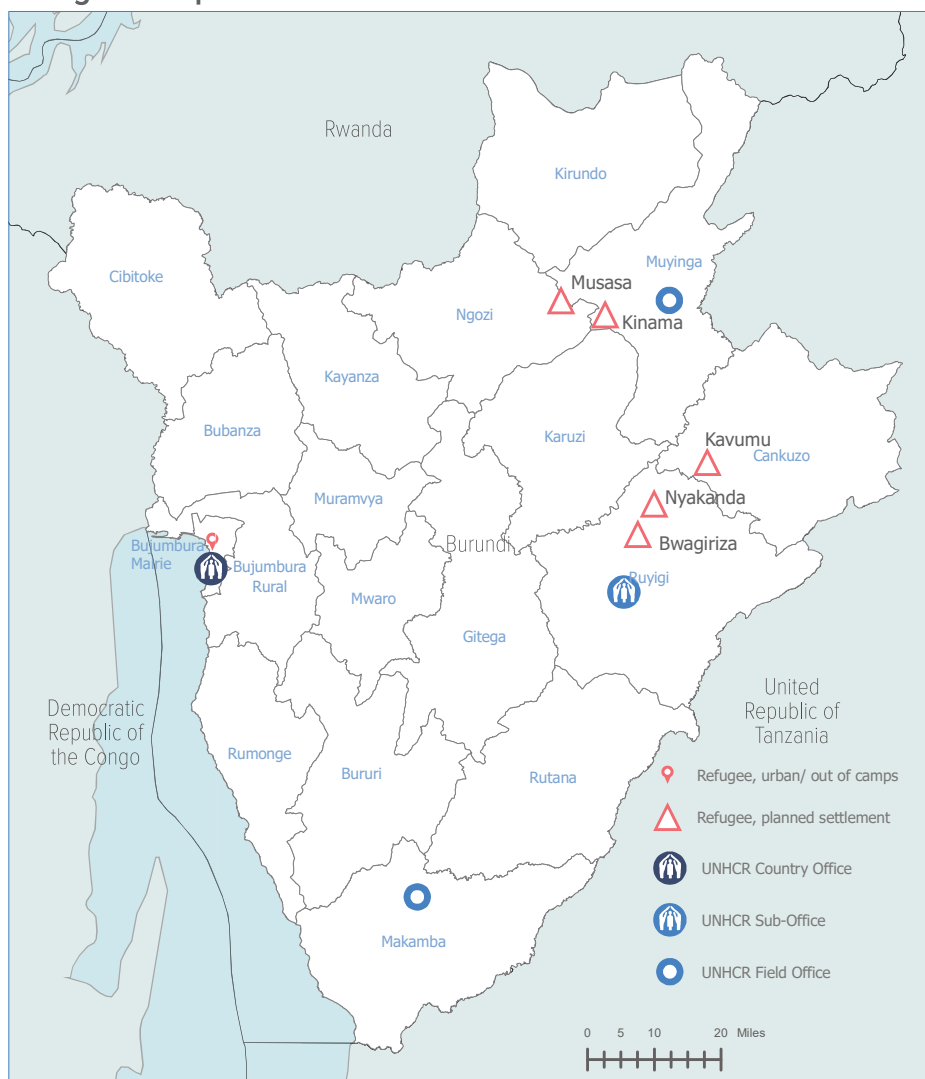 Rwanda
Kirundo
Cibitoke
Muyinga
Musasa
Ngozi
Kinama
Kayanza
Bubanza
Karuzi
Kavumu
Cankuzo
Muramvya
Nyakanda
Burundi
Bwagiriza
Bujumbura
Mairie
Bujumbura
Rural
Mwaro
Ruyigi
Gitega
Democratic
Republic of
the Congo
United
Republic of
Tanzania
Rumonge
Bururi
Rutana
Makamba
Refugee, urban/ out of camps
Refugee, planned settlement
UNHCR Country Office
UNHCR Sub-Office
UNHCR Field Office
0 5 10 20 Miles